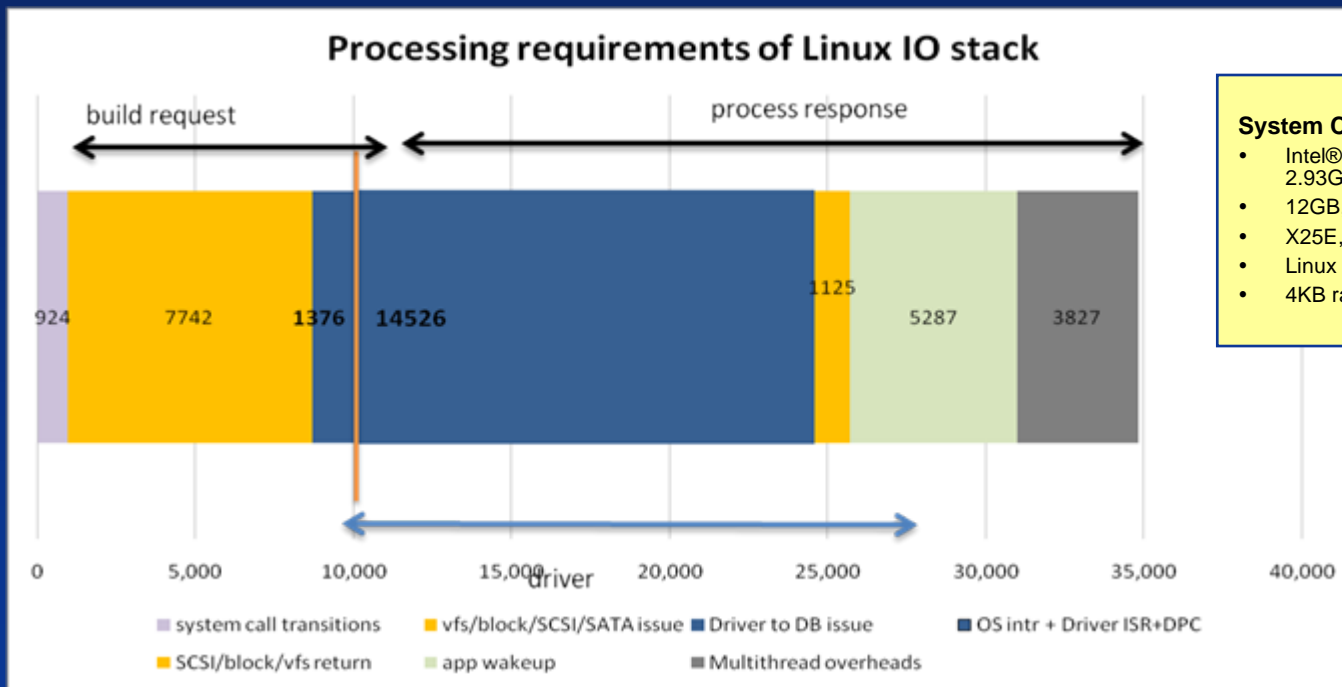 Processing requirements of Linux IO stack
build request
process response
924
7742
1376
14526
1125
5287
3827
0
5,000
10,000
15,000
20,000
25,000
30,000
35,000
40,000
driver
system call transitions
vfs/block/SCSI/SATA issue
Driver to DB issue
OS intr + Driver ISR+DPC
SCSI/block/vfs return
app wakeup
Multithread overheads
System C
• Intel®
2.93G
• 12GB
• X25E,
• Linux
• 4KB ra